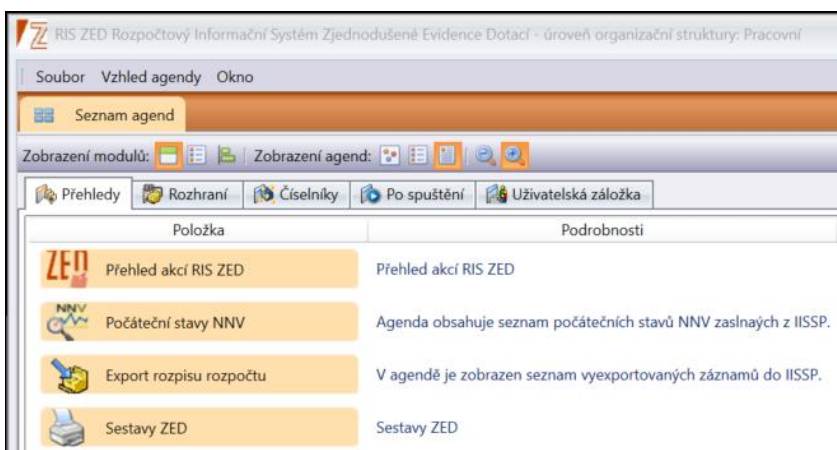 RIS ZED Rozpočtový Informační Systém Zjednodušené Evidence Dotací - úroveň organizační struktury: Pracovní
Soubor Vzhled agendy Okno
Seznam agend
Zobrazení modulů: Zobrazení agend:
Přehledy Rozhraní Číselníky Po spuštění Uživatelská záložka
Položka Podrobnosti
ZED Přehled akcí RIS ZED Přehled akcí RIS ZED
NNV Počáteční stavy NNV Agenda obsahuje seznam počátečních stavů NNV zaslnaých z IISSP.
Export rozpisu rozpočtu V agendě je zobrazen seznam vyexportovaných záznamů do IISSP.
Sestavy ZED Sestavy ZED